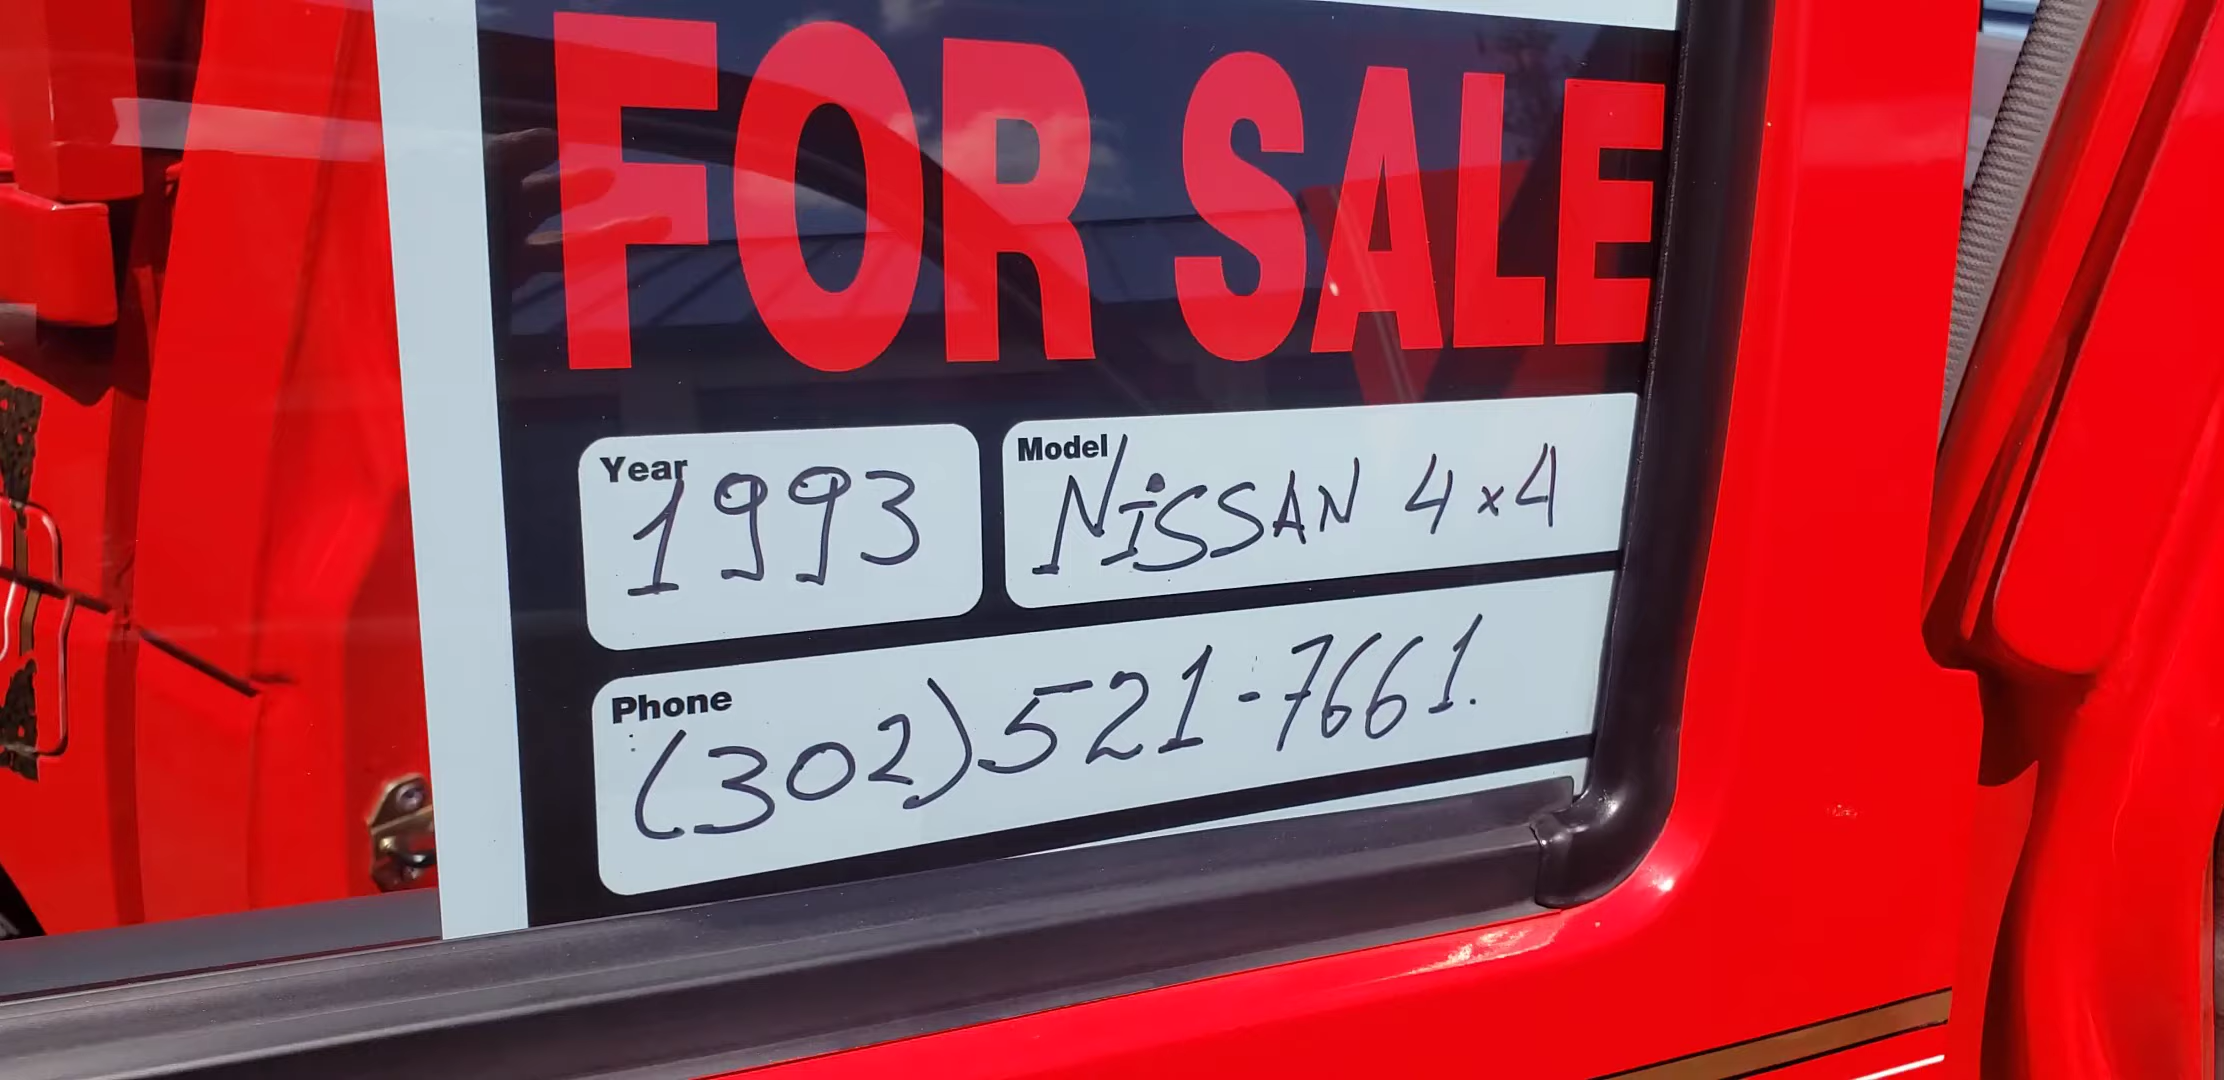 FOR SALE
Year
1993
Model
NiSSAN 4x4
Phone
(302)521-7661.